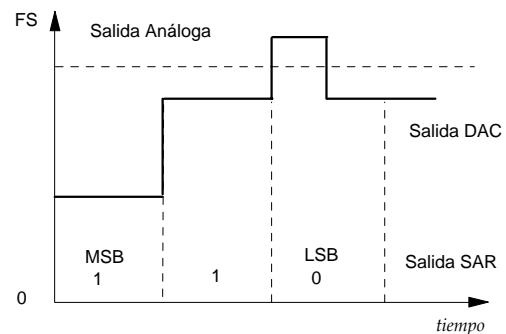 FS
Salida Análoga
Salida DAC
MSB
1
1
LSB
0
Salida SAR
0
tiempo